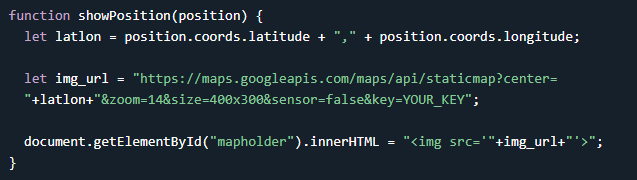 function showPosition(position) {
let latlon = position.coords.latitude + "," + position.coords.longitude;
let img_url = "https://maps.googleapis.com/maps/api/staticmap?center=
"+latlon+"&zoom=14&size=400x300&sensor=false&key=YOUR_KEY";
document.getElementById("mapholder").innerHTML = "<img src='"+img_url+"'>";
}